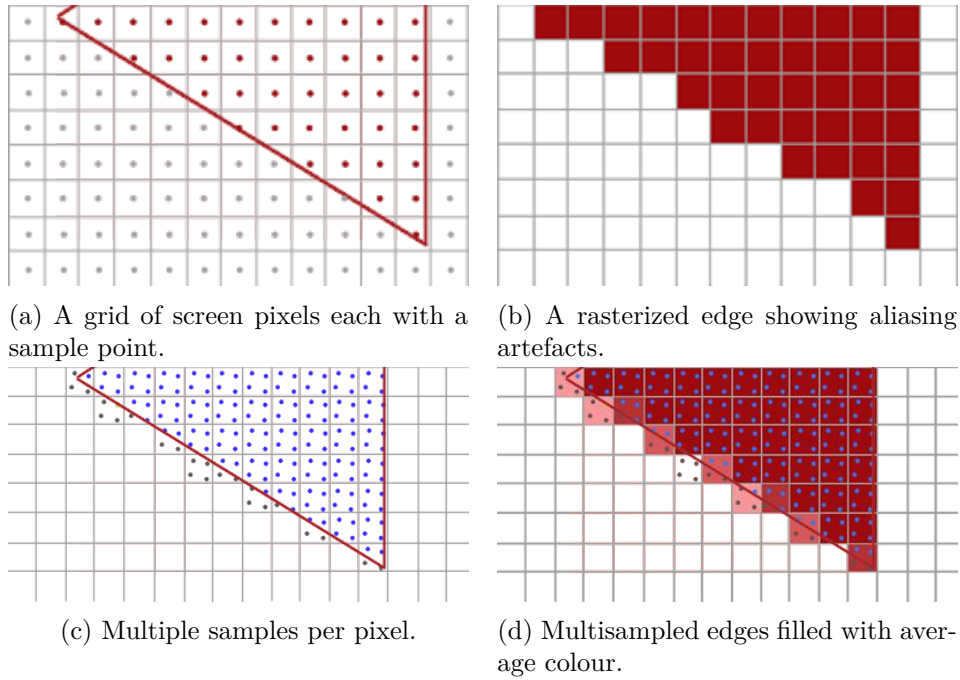 (a) A grid of screen pixels each with a
sample point.
(b) A rasterized edge showing aliasing
artefacts.
(c) Multiple samples per pixel.
(d) Multisampled edges filled with aver-
age colour.